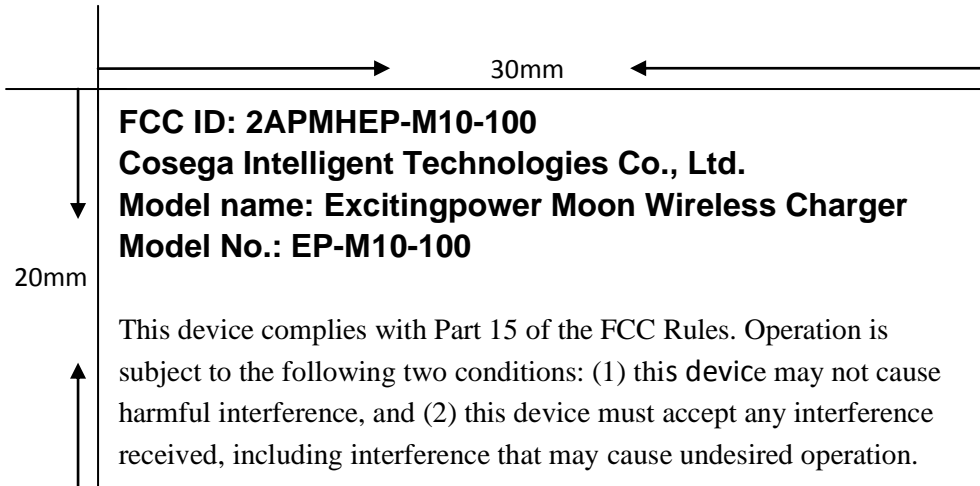 30mm
FCC ID: 2APMHEP-M10-100
Cosega Intelligent Technologies Co., Ltd.
Model name: Excitingpower Moon Wireless Charger
Model No.: EP-M10-100
20mm
This device complies with Part 15 of the FCC Rules. Operation is
subject to the following two conditions: (1) this device may not cause
harmful interference, and (2) this device must accept any interference
received, including interference that may cause undesired operation.